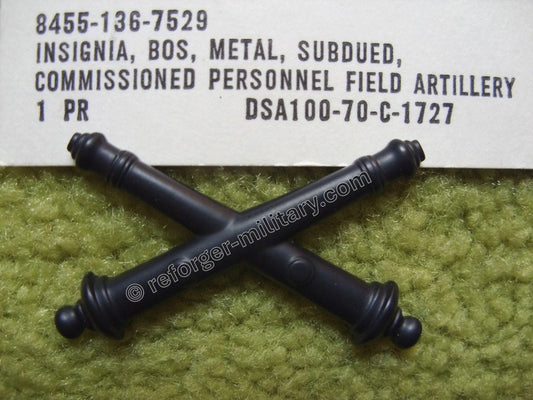 8455-136-7529
INSIGNIA, BOS, METAL, SUBDUED,
COMMISSIONED PERSONNEL FIELD ARTILLERY
1 PR DSA100-70-C-1727
© reforger-military.com